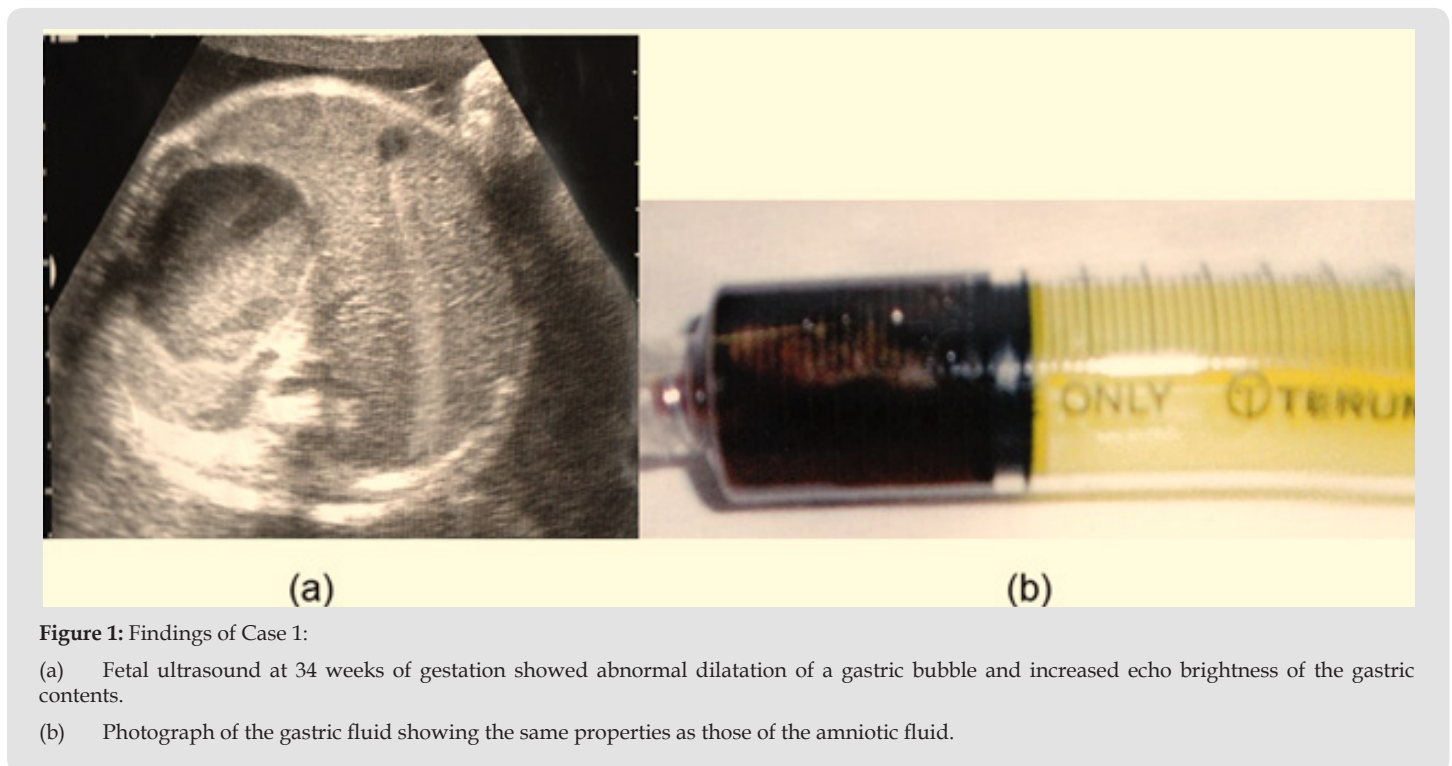 ONLY TERUM
(a) (b)
Figure 1: Findings of Case 1:
(a) Fetal ultrasound at 34 weeks of gestation showed abnormal dilatation of a gastric bubble and increased echo brightness of the gastric
contents.
(b) Photograph of the gastric fluid showing the same properties as those of the amniotic fluid.